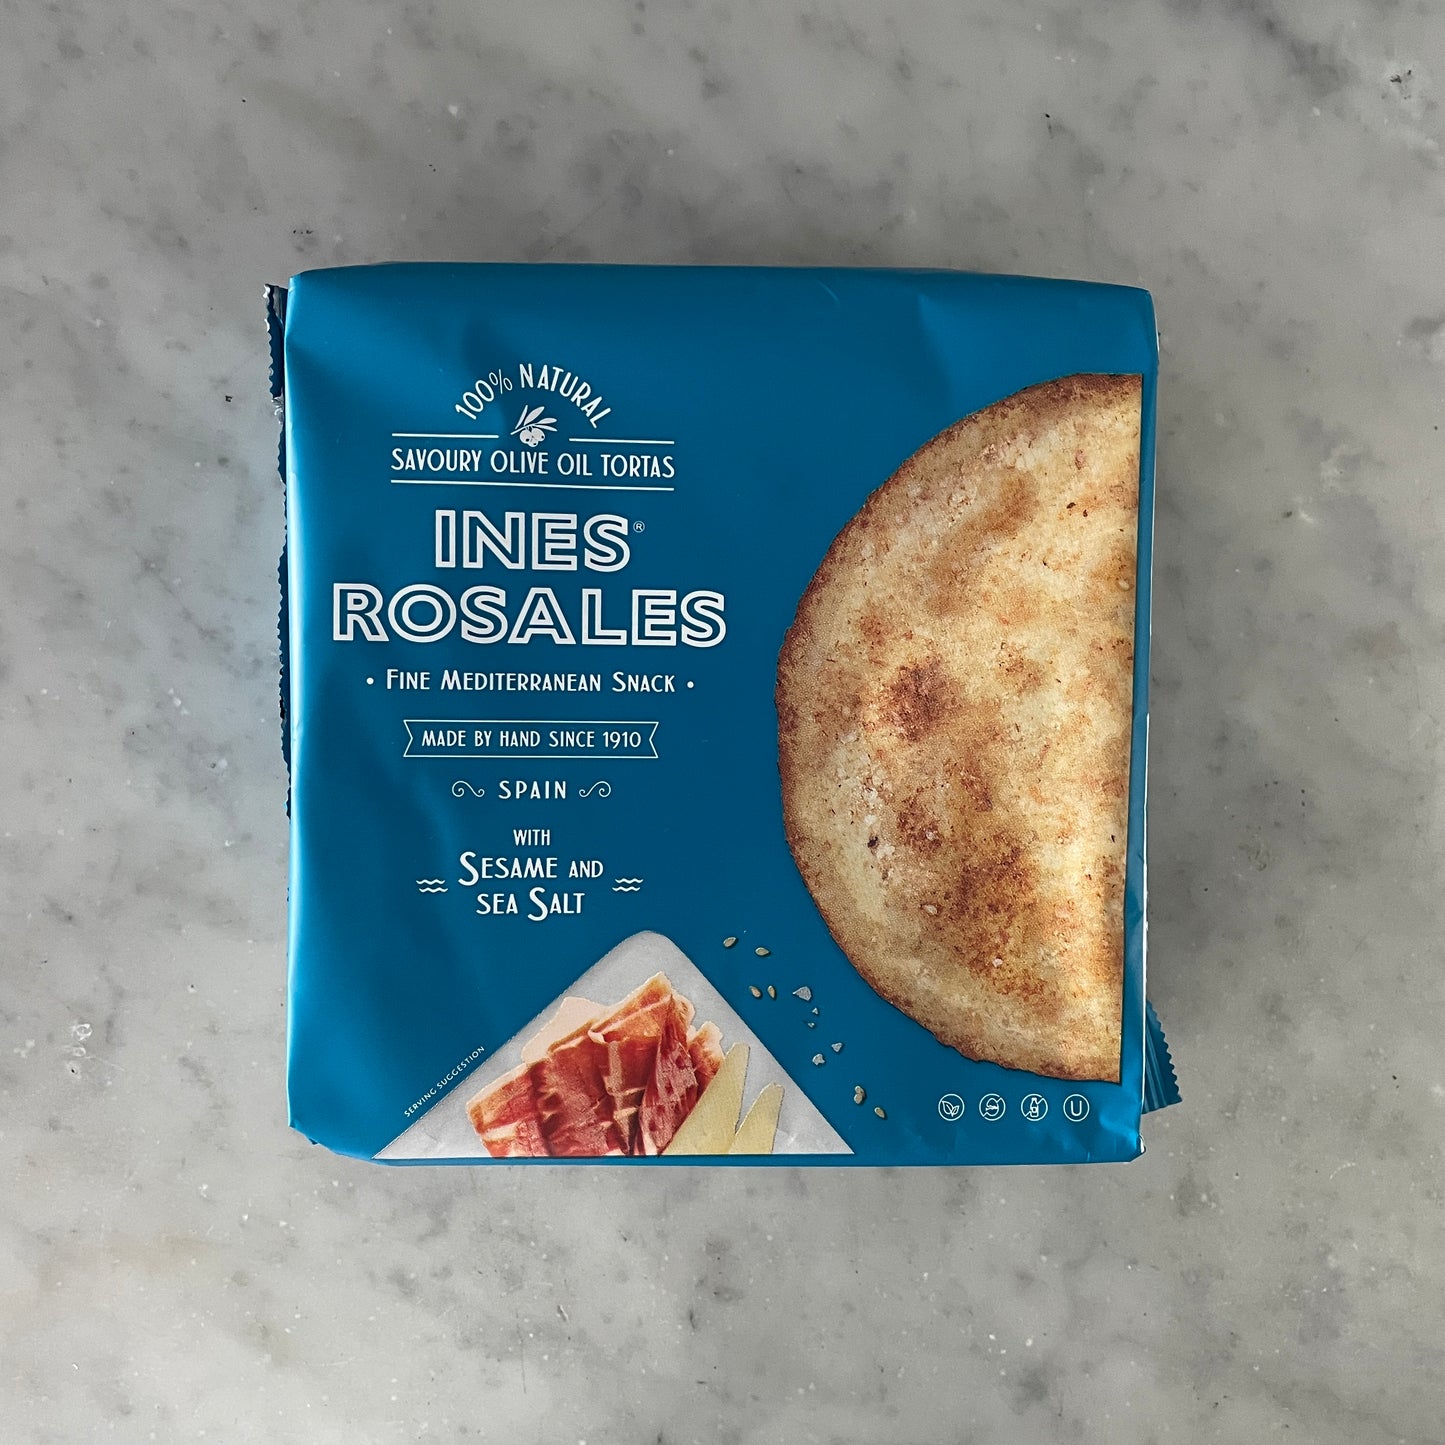 100% NATURAL
SAVOURY OLIVE OIL TORTAS
INES®
ROSALES
• FINE MEDITERRANEAN SNACK •
MADE BY HAND SINCE 1910
SPAIN
WITH
SESAME AND
SEA SALT
SERVING SUGGESTION
U